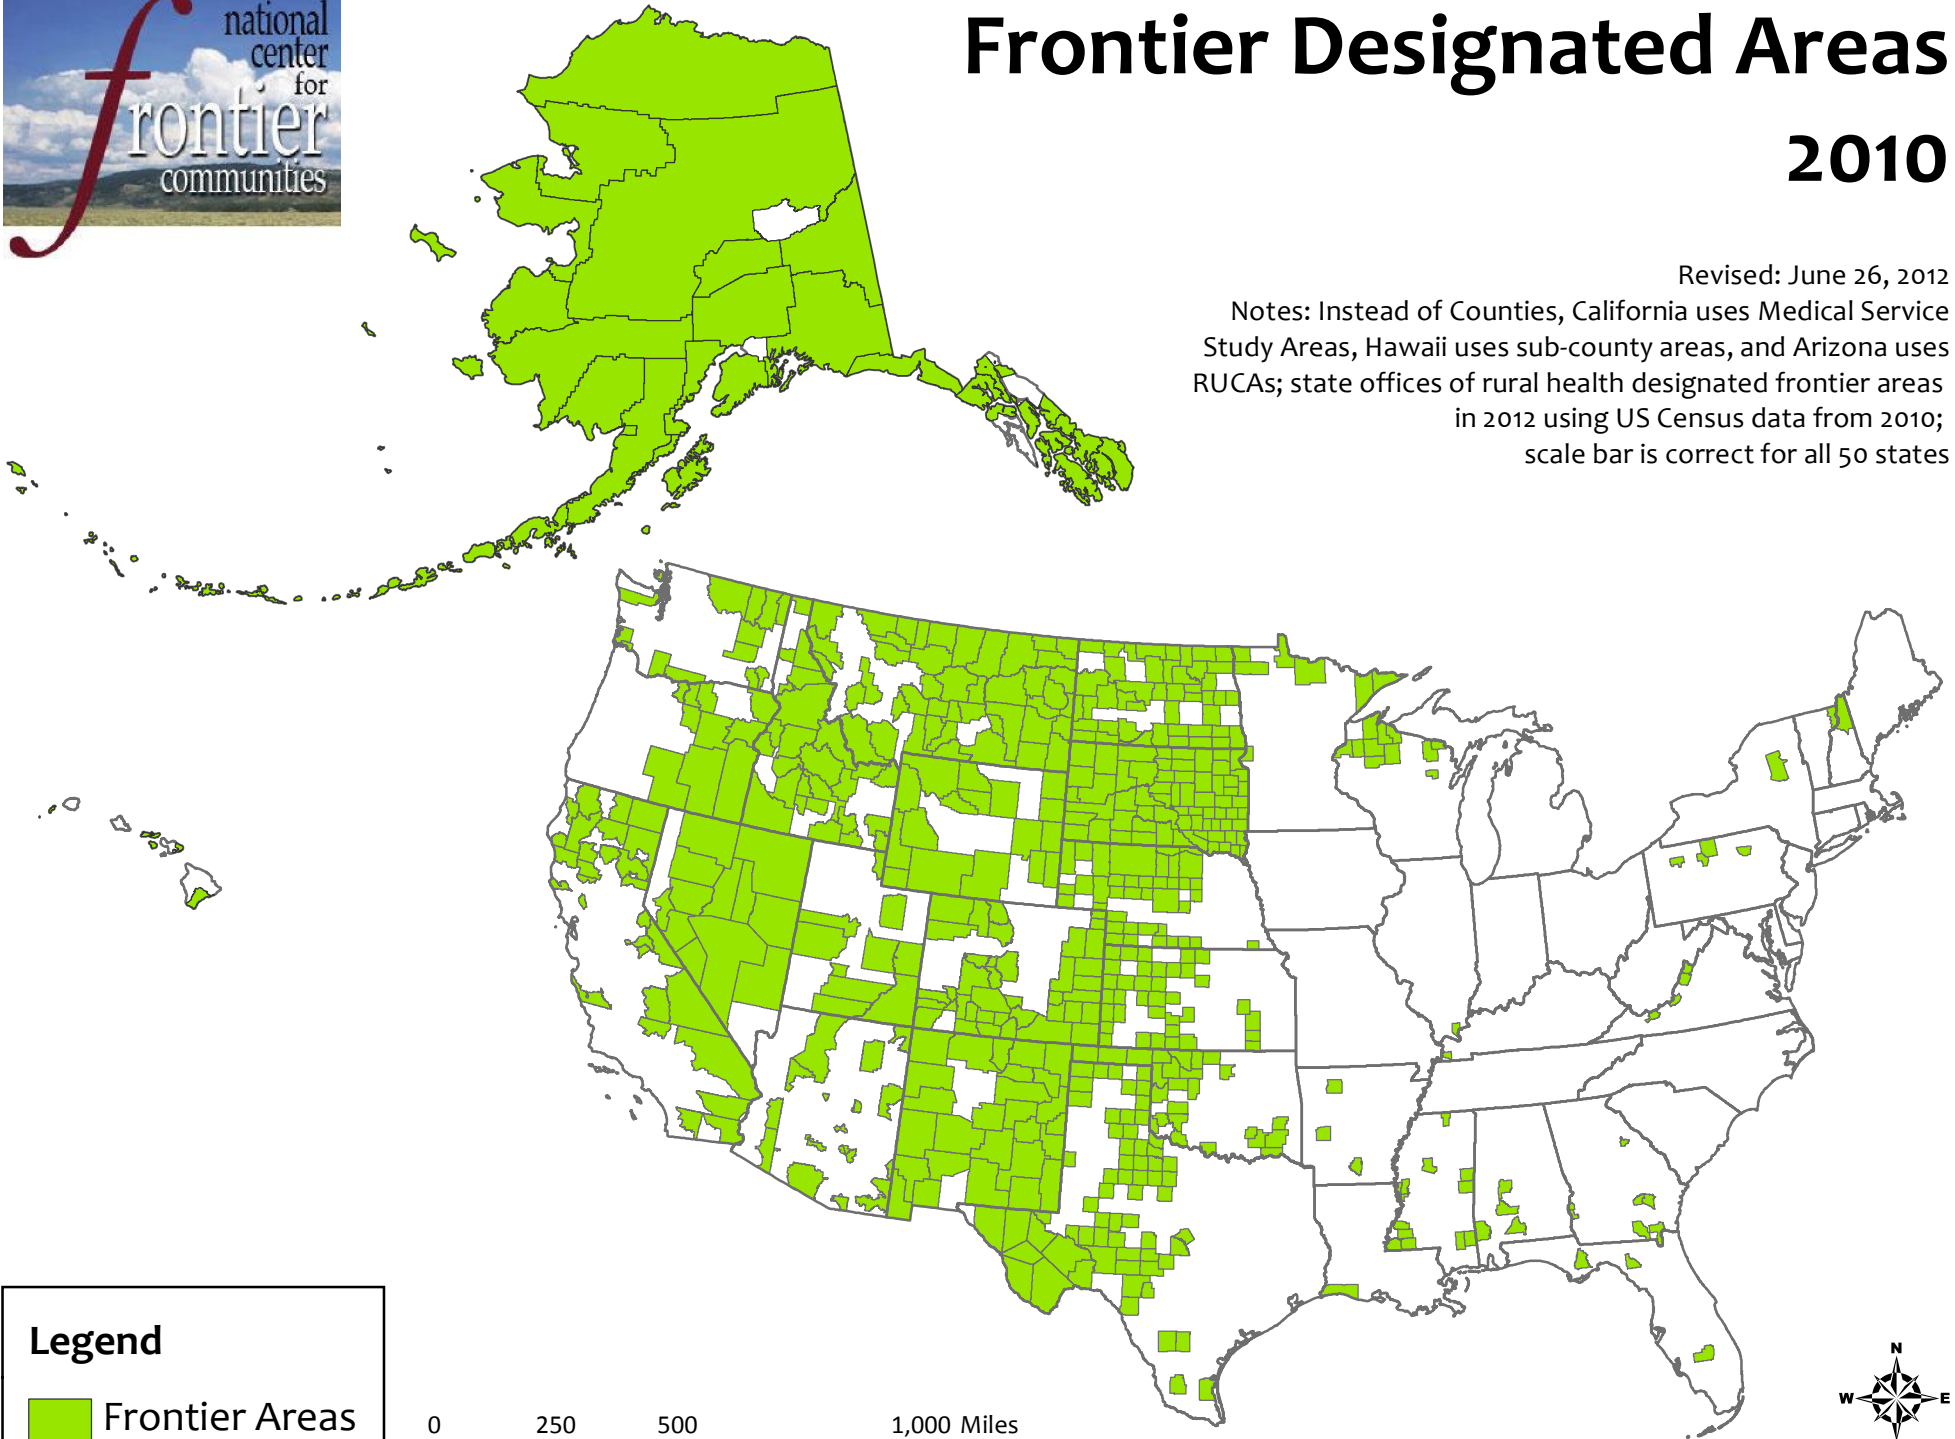 national
center
for
frontier
communities
Frontier Designated Areas
2010
Revised: June 26, 2012
Notes: Instead of Counties, California uses Medical Service
Study Areas, Hawaii uses sub-county areas, and Arizona uses
RUCAs; state offices of rural health designated frontier areas
in 2012 using US Census data from 2010;
scale bar is correct for all 50 states
Legend
Frontier Areas
0 250 500 1,000 Miles
N
W E